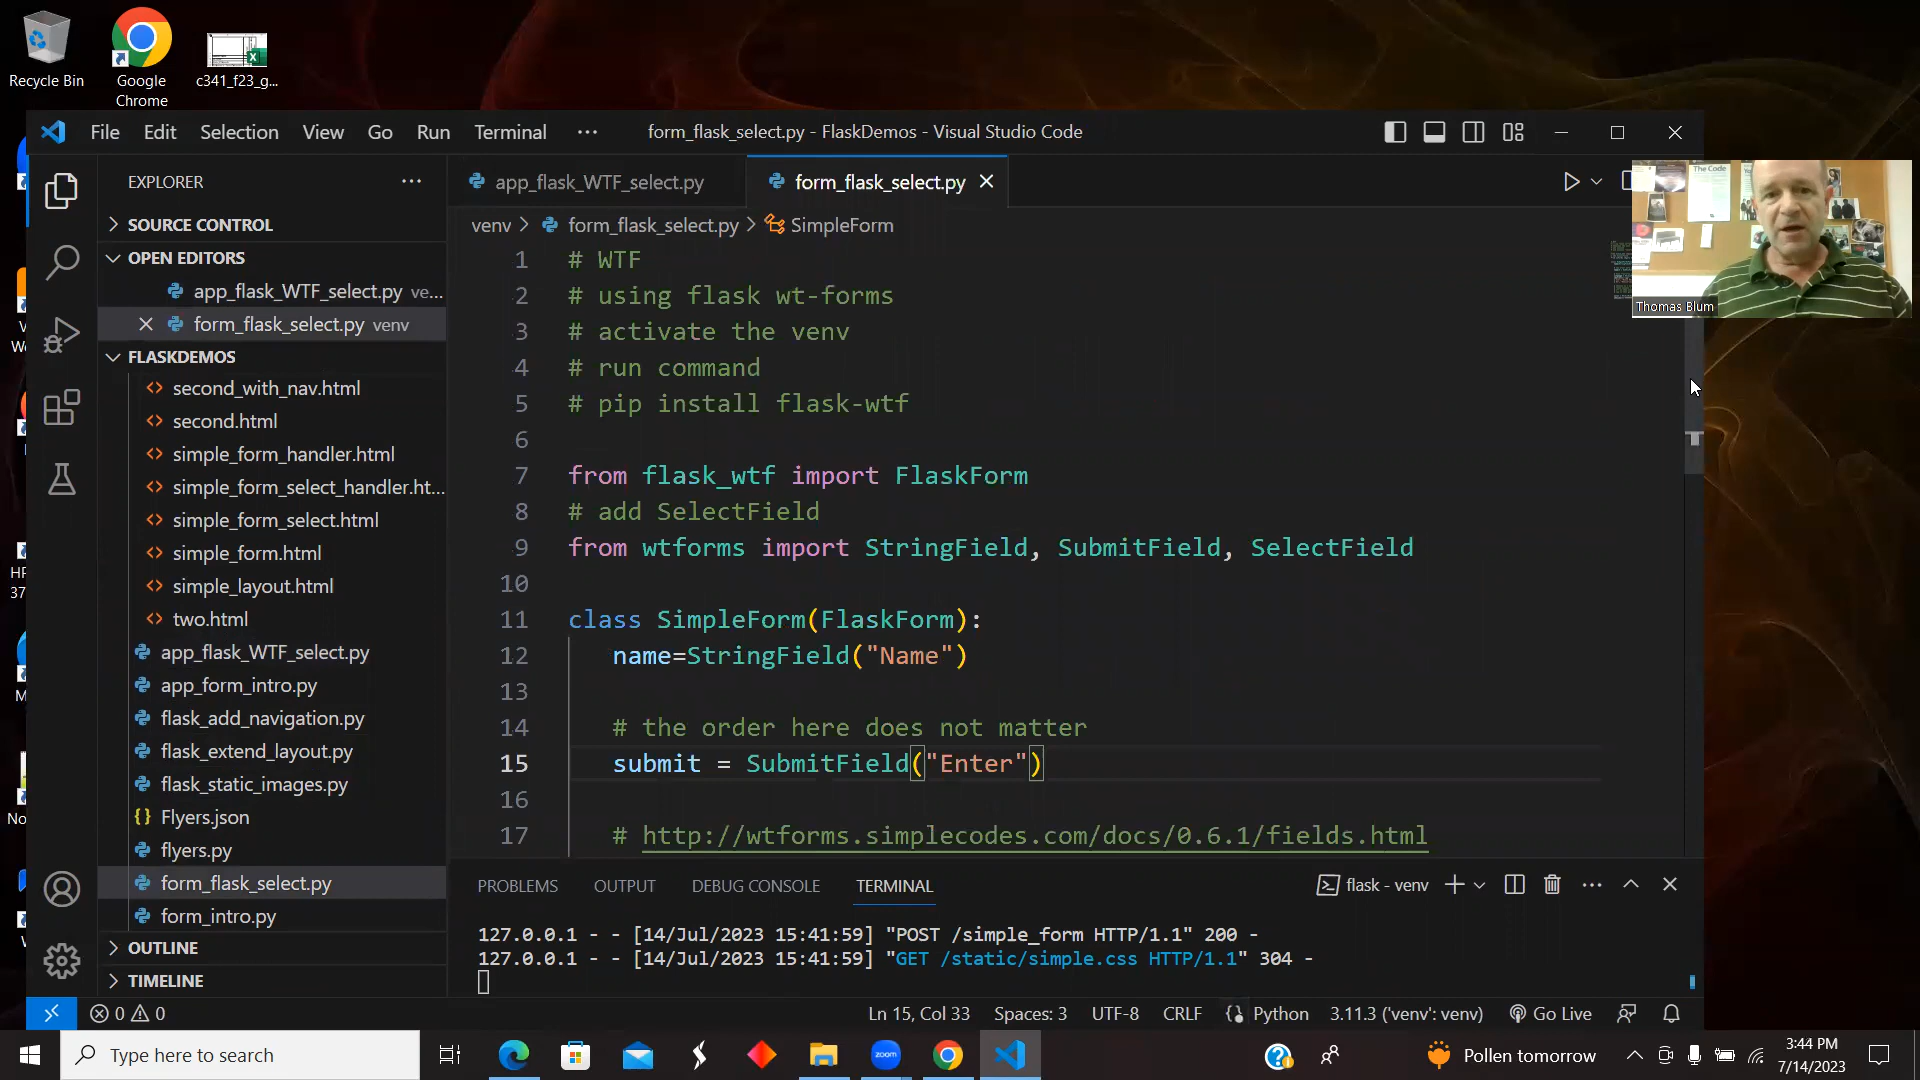 Recycle Bin
Google
Chrome
c341_f23_g...
File Edit Selection View Go Run Terminal ...
form_flask_select.py - FlaskDemos - Visual Studio Code
EXPLORER
SOURCE CONTROL
OPEN EDITORS
app_flask_WTF_select.py ve...
form_flask_select.py venv
FLASKDEMOS
second_with_nav.html
second.html
simple_form_handler.html
simple_form_select_handler.ht...
simple_form_select.html
simple_form.html
simple_layout.html
two.html
app_flask_WTF_select.py
app_form_intro.py
flask_add_navigation.py
flask_extend_layout.py
flask_static_images.py
Flyers.json
flyers.py
form_flask_select.py
form_intro.py
OUTLINE
TIMELINE
app_flask_WTF_select.py
form_flask_select.py
venv > form_flask_select.py > SimpleForm
1 # WTF
2 # using flask wt-forms
3 # activate the venv
4 # run command
5 # pip install flask-wtf
6
7 from flask_wtf import FlaskForm
8 # add SelectField
9 from wtforms import StringField, SubmitField, SelectField
10
11 class SimpleForm(FlaskForm):
12 name=StringField("Name")
13
14 # the order here does not matter
15 submit = SubmitField("Enter")
16
17 # http://wtforms.simplecodes.com/docs/0.6.1/fields.html
The Code
Thomas Blum
PROBLEMS OUTPUT DEBUG CONSOLE TERMINAL
flask - venv
127.0.0.1 - - [14/Jul/2023 15:41:59] "POST /simple_form HTTP/1.1" 200 -
127.0.0.1 - - [14/Jul/2023 15:41:59] "GET /static/simple.css HTTP/1.1" 304 -
0 0
Ln 15, Col 33 Spaces: 3 UTF-8 CRLF Python 3.11.3 ('venv': venv) Go Live
Type here to search
zoom
Pollen tomorrow
3:44 PM
7/14/2023